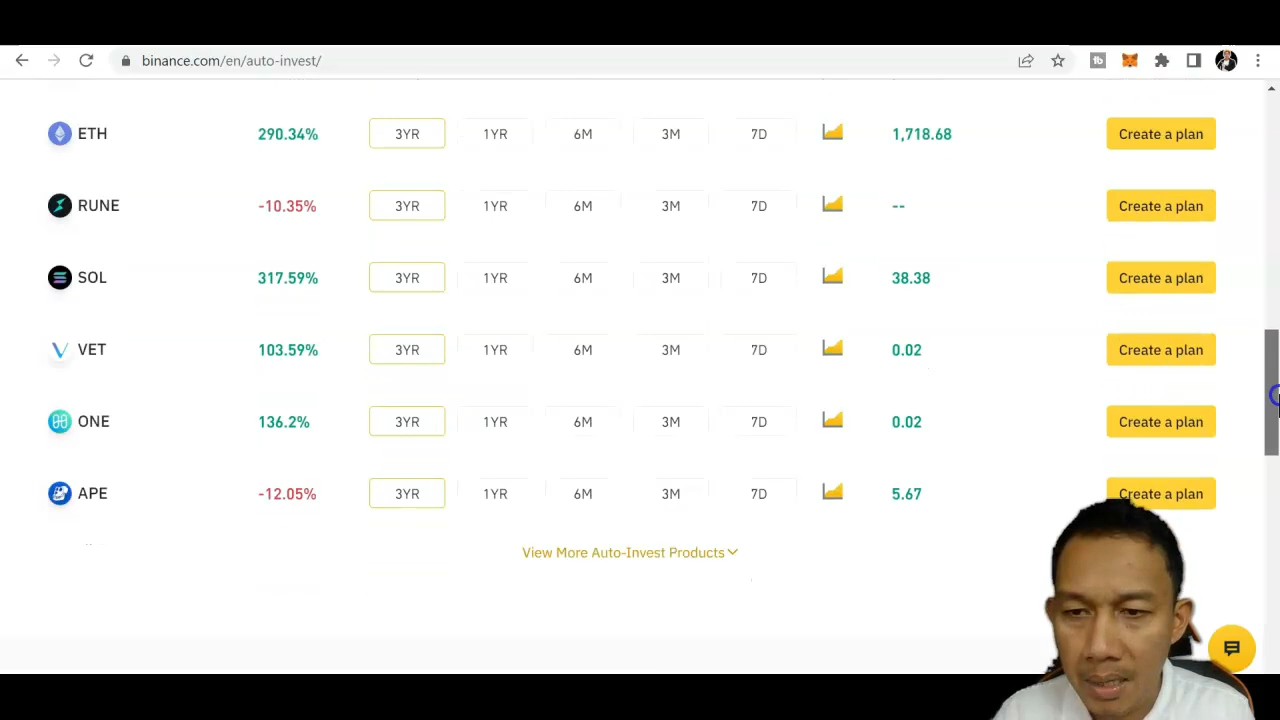 binance.com/en/auto-invest/
ETH 290.34% 3YR 1YR 6M 3M 7D 1,718.68 Create a plan
RUNE -10.35% 3YR 1YR 6M 3M 7D -- Create a plan
SOL 317.59% 3YR 1YR 6M 3M 7D 38.38 Create a plan
VET 103.59% 3YR 1YR 6M 3M 7D 0.02 Create a plan
ONE 136.2% 3YR 1YR 6M 3M 7D 0.02 Create a plan
APE -12.05% 3YR 1YR 6M 3M 7D 5.67 Create a plan
View More Auto-Invest Products